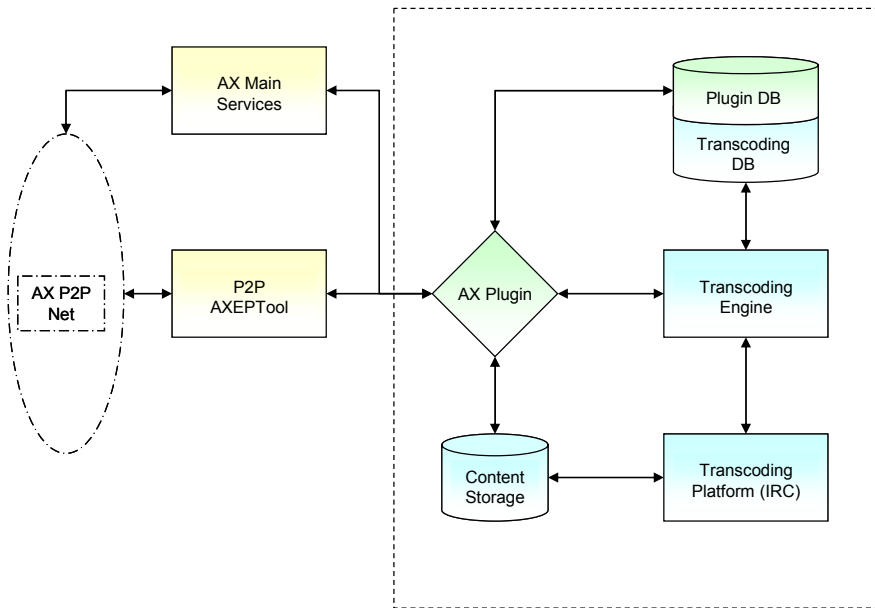 AX Main
Services
Plugin DB
Transcoding
DB
AX P2P
Net
P2P
AXEPTool
AX Plugin
Transcoding
Engine
Content
Storage
Transcoding
Platform (IRC)